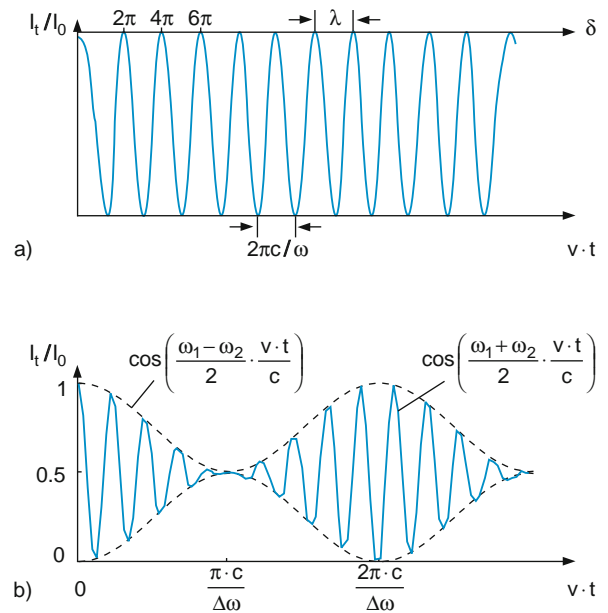 I_t/I_0 2π 4π 6π λ δ
2πc/ω
a) v·t
I_t/I_0 cos((ω_1 − ω_2)/2 · (v·t)/c) cos((ω_1 + ω_2)/2 · (v·t)/c)
1
0.5
0
b) 0 (π·c)/Δω (2π·c)/Δω v·t